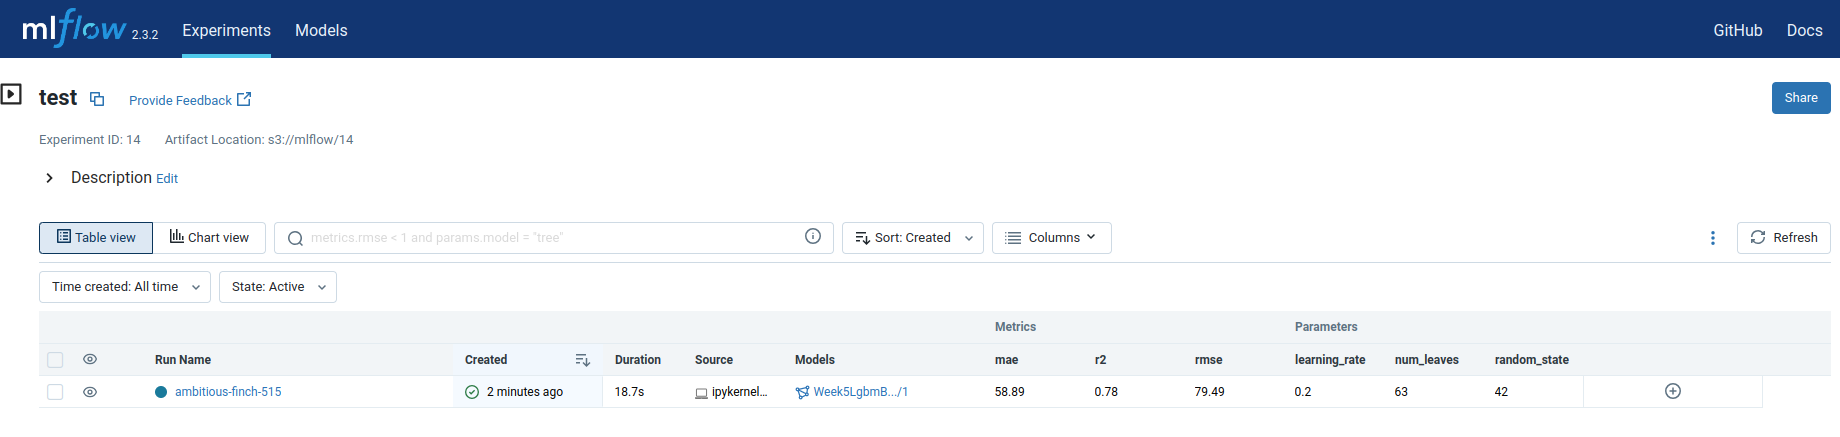 mlflow 2.3.2 Experiments Models GitHub Docs
test Provide Feedback Share
Experiment ID: 14 Artifact Location: s3://mlflow/14
Description Edit
Table view Chart view metrics.rmse < 1 and params.model = "tree" Sort: Created Columns Refresh
Time created: All time State: Active
Metrics Parameters
Run Name Created Duration Source Models mae r2 rmse learning_rate num_leaves random_state
ambitious-finch-515 2 minutes ago 18.7s ipykernel... Week5LgbmB.../1 58.89 0.78 79.49 0.2 63 42